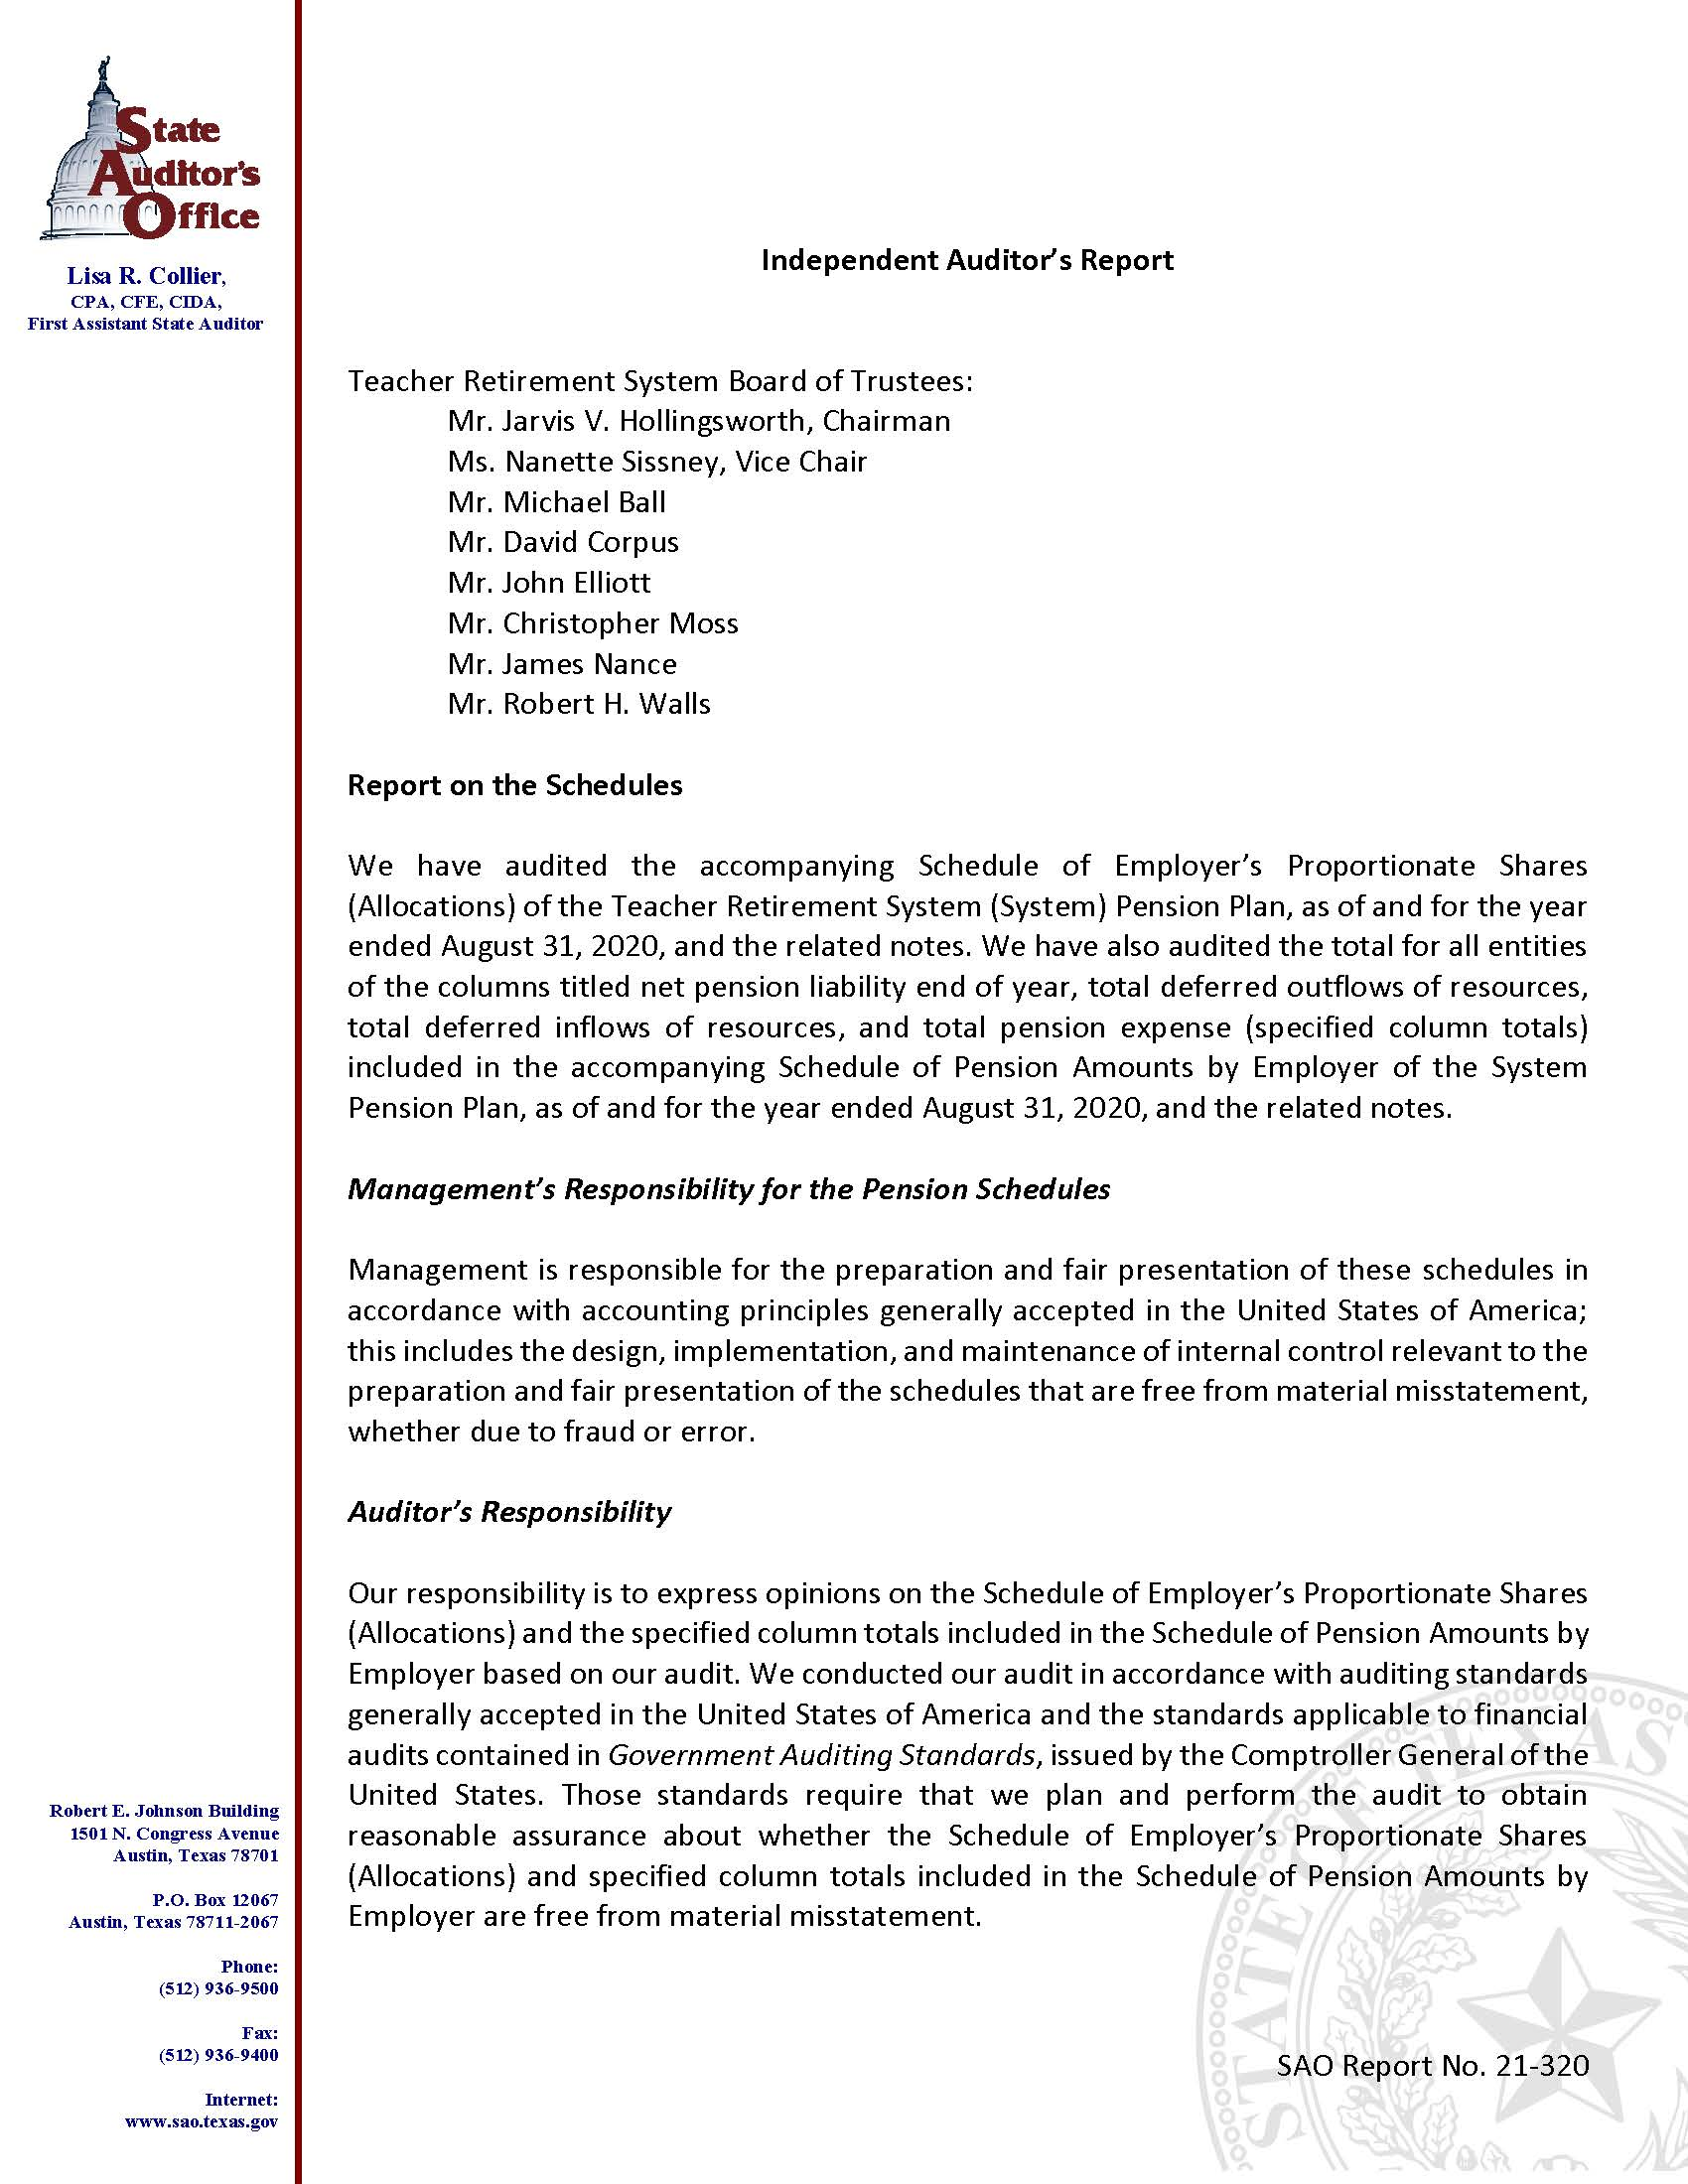 State
Auditor's
Office
Lisa R. Collier,
CPA, CFE, CIDA,
First Assistant State Auditor
Independent Auditor’s Report
Teacher Retirement System Board of Trustees:
Mr. Jarvis V. Hollingsworth, Chairman
Ms. Nanette Sissney, Vice Chair
Mr. Michael Ball
Mr. David Corpus
Mr. John Elliott
Mr. Christopher Moss
Mr. James Nance
Mr. Robert H. Walls
Report on the Schedules
We have audited the accompanying Schedule of Employer’s Proportionate Shares
(Allocations) of the Teacher Retirement System (System) Pension Plan, as of and for the year
ended August 31, 2020, and the related notes. We have also audited the total for all entities
of the columns titled net pension liability end of year, total deferred outflows of resources,
total deferred inflows of resources, and total pension expense (specified column totals)
included in the accompanying Schedule of Pension Amounts by Employer of the System
Pension Plan, as of and for the year ended August 31, 2020, and the related notes.
Management’s Responsibility for the Pension Schedules
Management is responsible for the preparation and fair presentation of these schedules in
accordance with accounting principles generally accepted in the United States of America;
this includes the design, implementation, and maintenance of internal control relevant to the
preparation and fair presentation of the schedules that are free from material misstatement,
whether due to fraud or error.
Auditor’s Responsibility
Our responsibility is to express opinions on the Schedule of Employer’s Proportionate Shares
(Allocations) and the specified column totals included in the Schedule of Pension Amounts by
Employer based on our audit. We conducted our audit in accordance with auditing standards
generally accepted in the United States of America and the standards applicable to financial
audits contained in Government Auditing Standards, issued by the Comptroller General of the
United States. Those standards require that we plan and perform the audit to obtain
reasonable assurance about whether the Schedule of Employer’s Proportionate Shares
(Allocations) and specified column totals included in the Schedule of Pension Amounts by
Employer are free from material misstatement.
Robert E. Johnson Building
1501 N. Congress Avenue
Austin, Texas 78701
P.O. Box 12067
Austin, Texas 78711-2067
Phone:
(512) 936-9500
Fax:
(512) 936-9400
Internet:
www.sao.texas.gov
STATE OF TEXAS
SAO Report No. 21-320